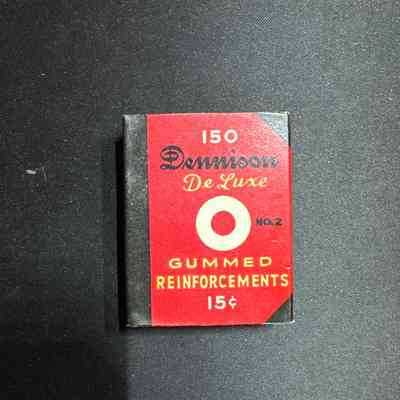 150
Dennison
De Luxe
NO. 2
GUMMED
REINFORCEMENTS
15¢